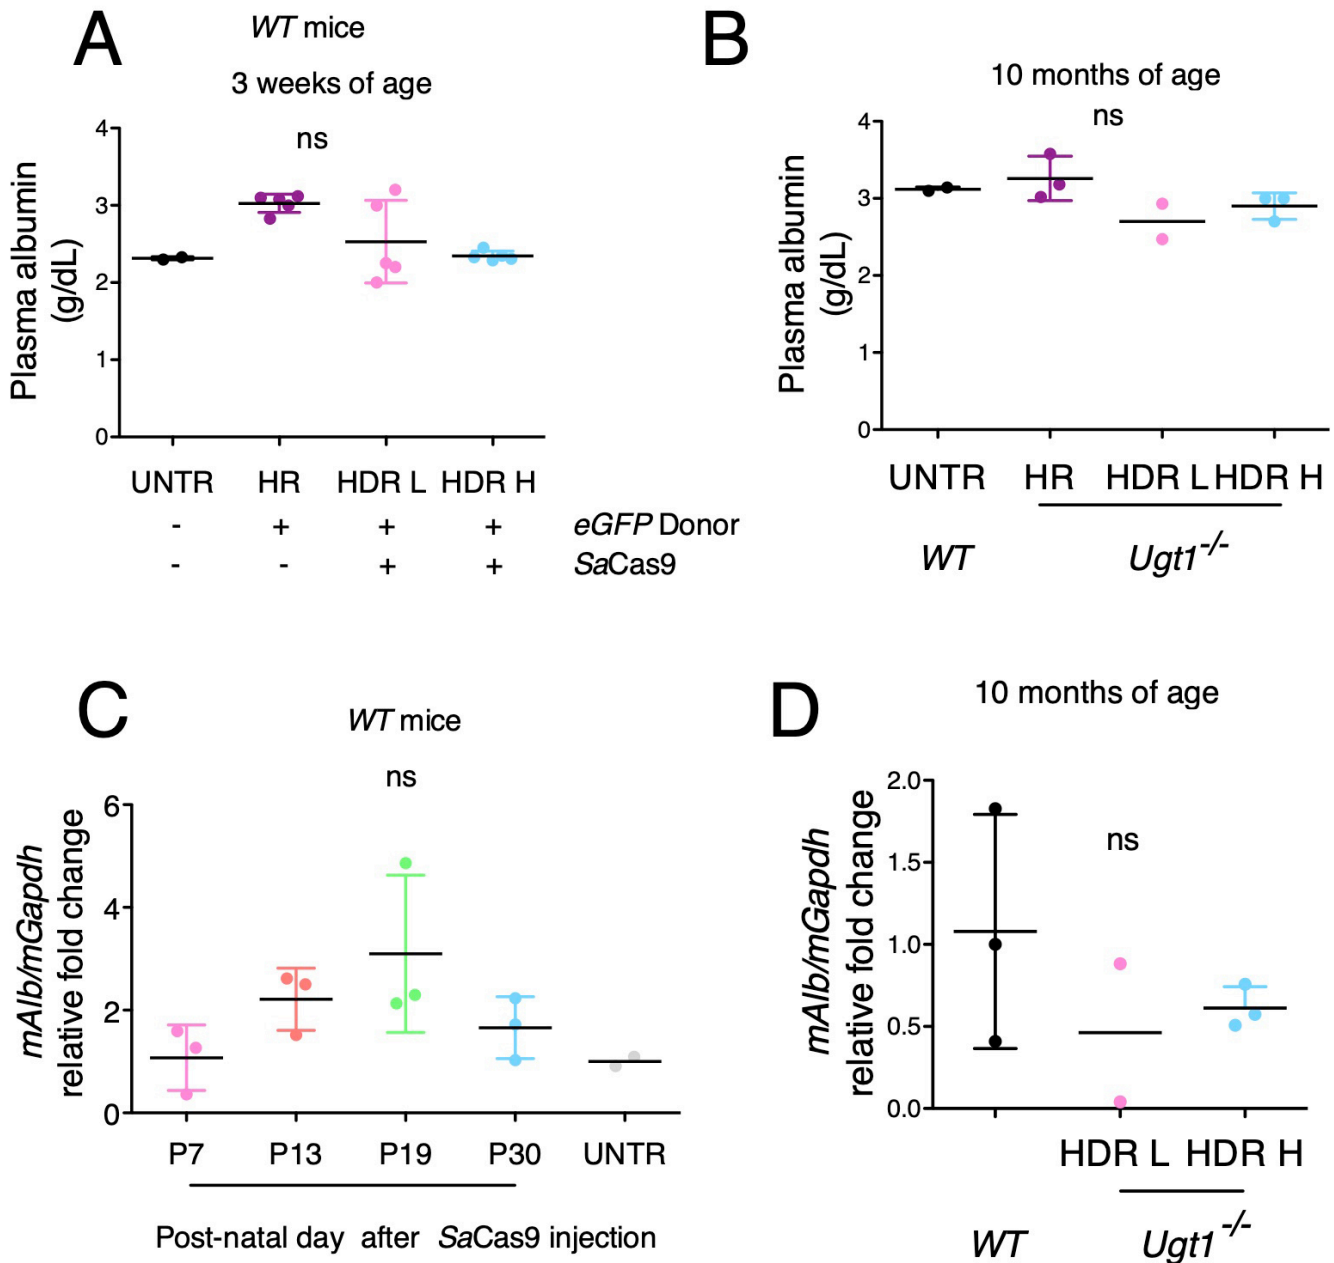 A
WT mice
3 weeks of age
ns
Plasma albumin
(g/dL)
4
3
2
1
0
UNTR HR HDR L HDR H
- + + + eGFP Donor
- - + + SaCas9
B
10 months of age
ns
Plasma albumin
(g/dL)
4
3
2
1
0
UNTR HR HDR L HDR H
WT Ugt1-/-
C
WT mice
ns
mAlb/mGapdh
relative fold change
6
4
2
0
P7 P13 P19 P30 UNTR
Post-natal day after SaCas9 injection
D
10 months of age
ns
mAlb/mGapdh
relative fold change
2.0
1.5
1.0
0.5
0.0
HDR L HDR H
WT Ugt1-/-